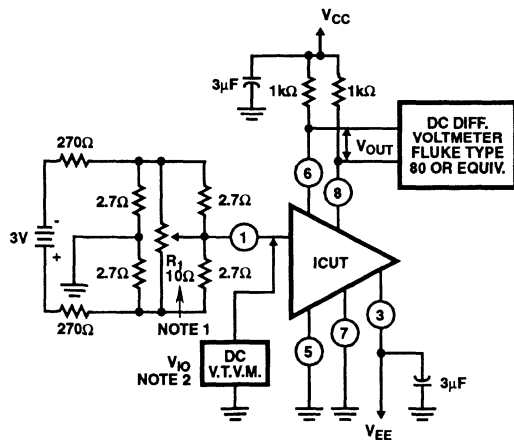 VCC
3μF
1kΩ
1kΩ
DC DIFF.
VOLTMETER
FLUKE TYPE
80 OR EQUIV.
VOUT
270Ω
6
8
2.7Ω
2.7Ω
-
3V
+
1
ICUT
R1
10Ω
2.7Ω
2.7Ω
270Ω
NOTE 1
5
7
3
VIO
NOTE 2
DC
V.T.V.M.
3μF
VEE